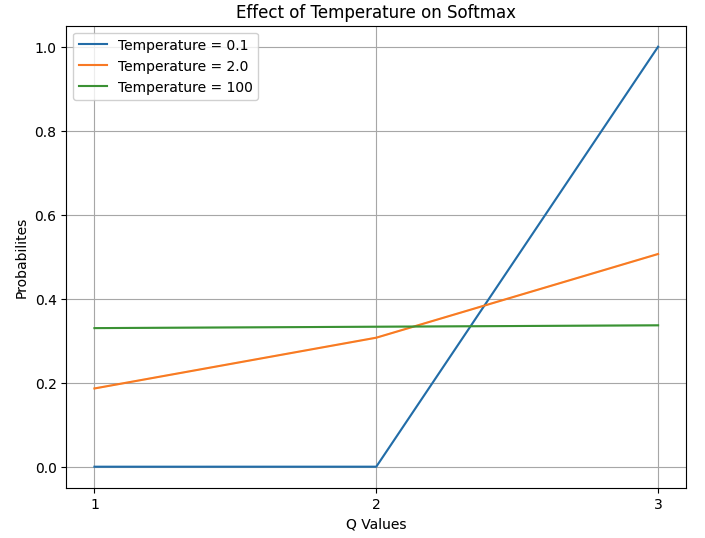 Effect of Temperature on Softmax
Temperature = 0.1
Temperature = 2.0
Temperature = 100
1.0
0.8
0.6
0.4
0.2
0.0
Probabilites
1 2 3
Q Values